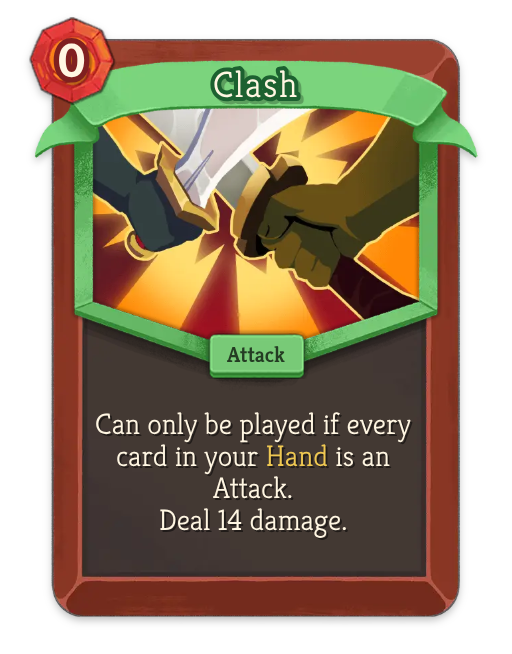 0
Clash
Attack
Can only be played if every
card in your Hand is an
Attack.
Deal 14 damage.